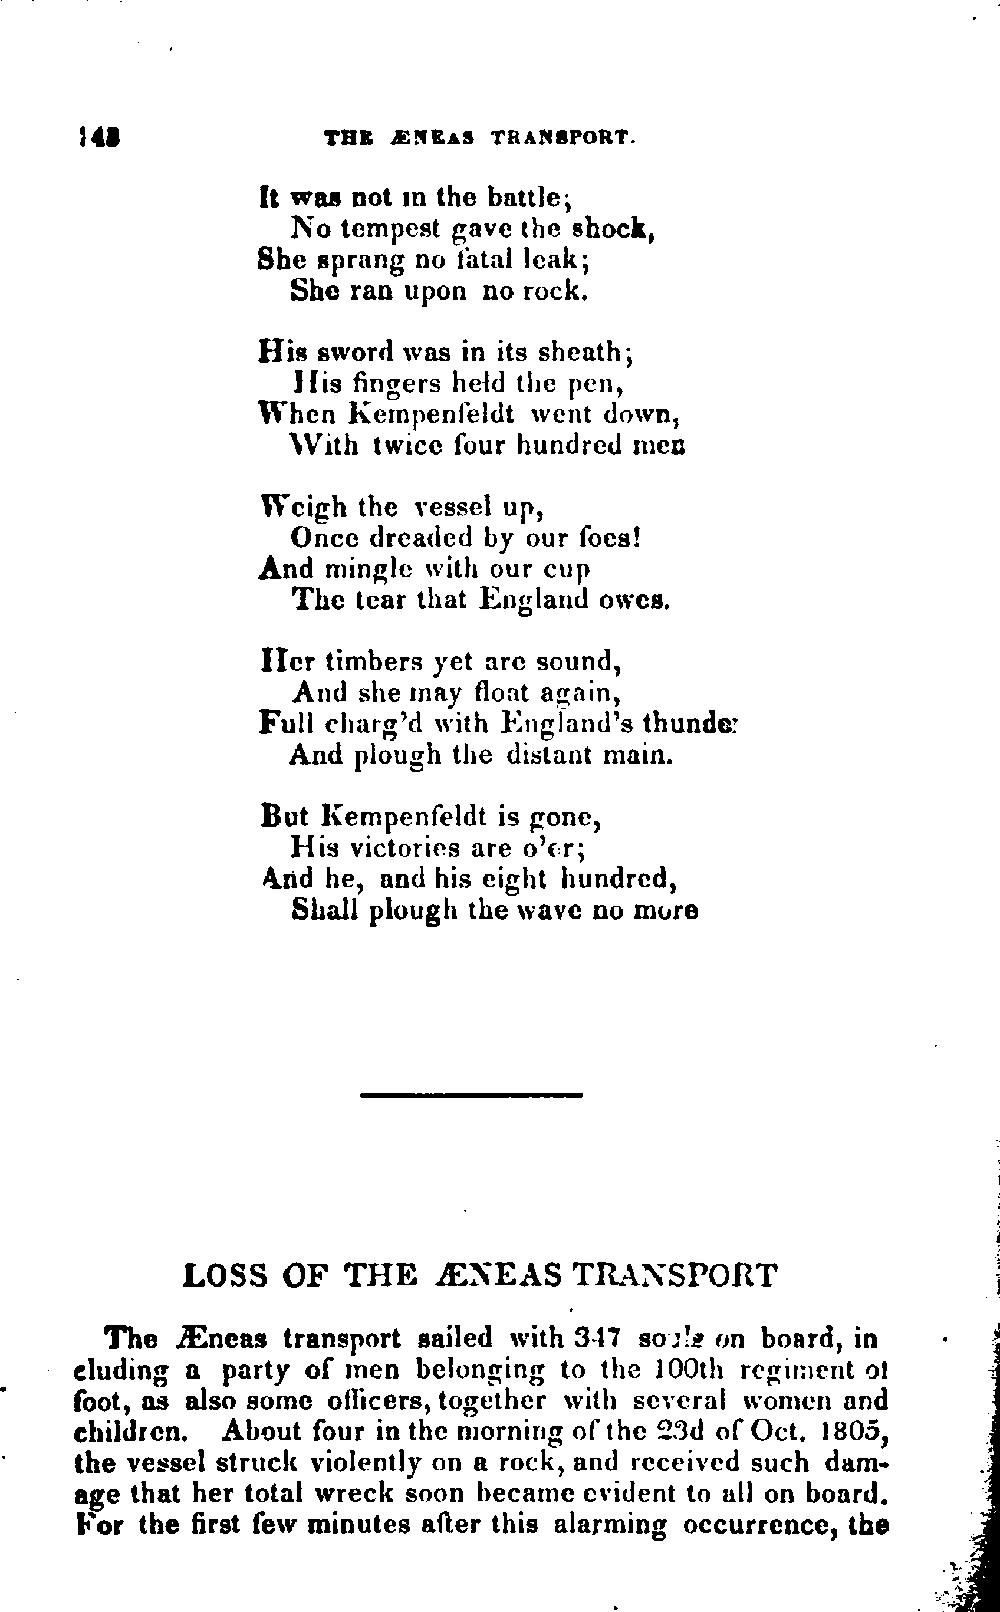 148 THE ÆNEAS TRANSPORT.
It was not in the battle;
No tempest gave the shock,
She sprang no fatal leak;
She ran upon no rock.
His sword was in its sheath;
His fingers held the pen,
When Kempenfeldt went down,
With twice four hundred men
Weigh the vessel up,
Once dreaded by our foes!
And mingle with our cup
The tear that England owes.
Her timbers yet are sound,
And she may float again,
Full charg'd with England's thunder
And plough the distant main.
But Kempenfeldt is gone,
His victories are o'er;
And he, and his eight hundred,
Shall plough the wave no more
LOSS OF THE ÆNEAS TRANSPORT
The Æneas transport sailed with 347 souls on board, in
cluding a party of men belonging to the 100th regiment of
foot, as also some officers, together with several women and
children. About four in the morning of the 23d of Oct. 1805,
the vessel struck violently on a rock, and received such dam-
age that her total wreck soon became evident to all on board.
For the first few minutes after this alarming occurrence, the